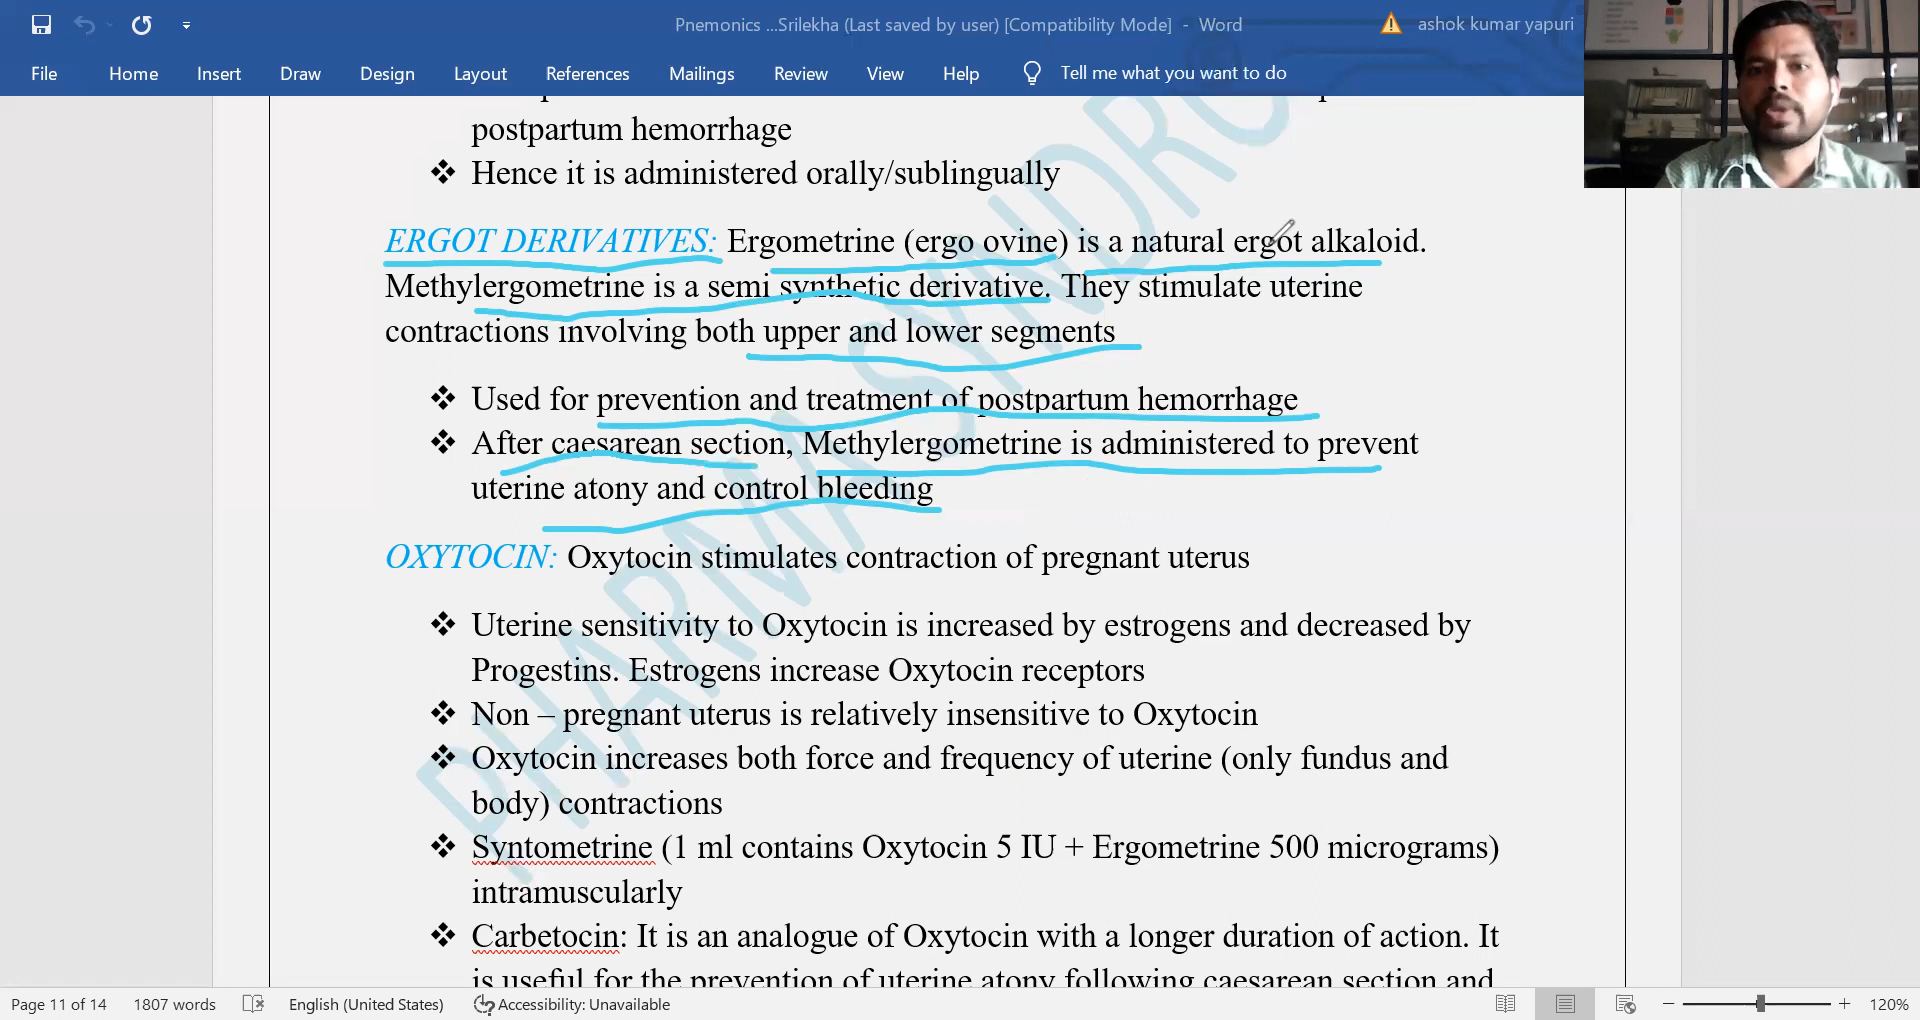 Pnemonics ...Srilekha (Last saved by user) [Compatibility Mode] - Word
ashok kumar yapuri
File Home Insert Draw Design Layout References Mailings Review View Help Tell me what you want to do
postpartum hemorrhage
❖ Hence it is administered orally/sublingually
ERGOT DERIVATIVES: Ergometrine (ergo ovine) is a natural ergot alkaloid.
Methylergometrine is a semi synthetic derivative. They stimulate uterine
contractions involving both upper and lower segments
❖ Used for prevention and treatment of postpartum hemorrhage
❖ After caesarean section, Methylergometrine is administered to prevent
uterine atony and control bleeding
OXYTOCIN: Oxytocin stimulates contraction of pregnant uterus
❖ Uterine sensitivity to Oxytocin is increased by estrogens and decreased by
Progestins. Estrogens increase Oxytocin receptors
❖ Non – pregnant uterus is relatively insensitive to Oxytocin
❖ Oxytocin increases both force and frequency of uterine (only fundus and
body) contractions
❖ Syntometrine (1 ml contains Oxytocin 5 IU + Ergometrine 500 micrograms)
intramuscularly
❖ Carbetocin: It is an analogue of Oxytocin with a longer duration of action. It
is useful for the prevention of uterine atony following caesarean section and
PHARMA SYNDRO
Page 11 of 14 1807 words English (United States) Accessibility: Unavailable 120%